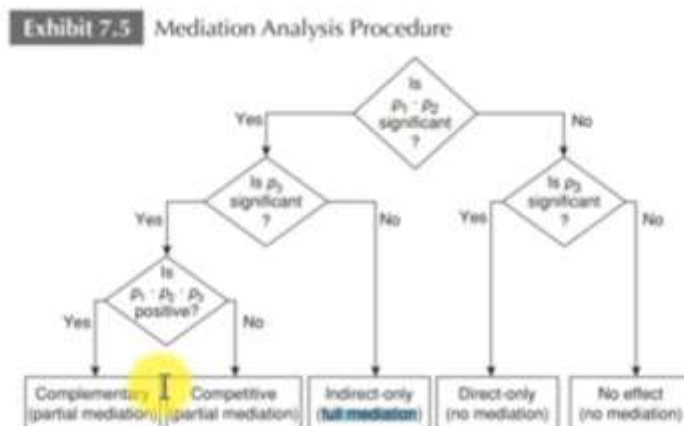 Exhibit 7.5 Mediation Analysis Procedure
Is
p₁ · p₂
significant
?
Yes
No
Is p₃
significant
?
Is p₃
significant
?
Yes
No
Yes
No
Is
p₁ · p₂ · p₃
positive?
Yes
No
Complementary
(partial mediation)
Competitive
(partial mediation)
Indirect-only
(full mediation)
Direct-only
(no mediation)
No effect
(no mediation)